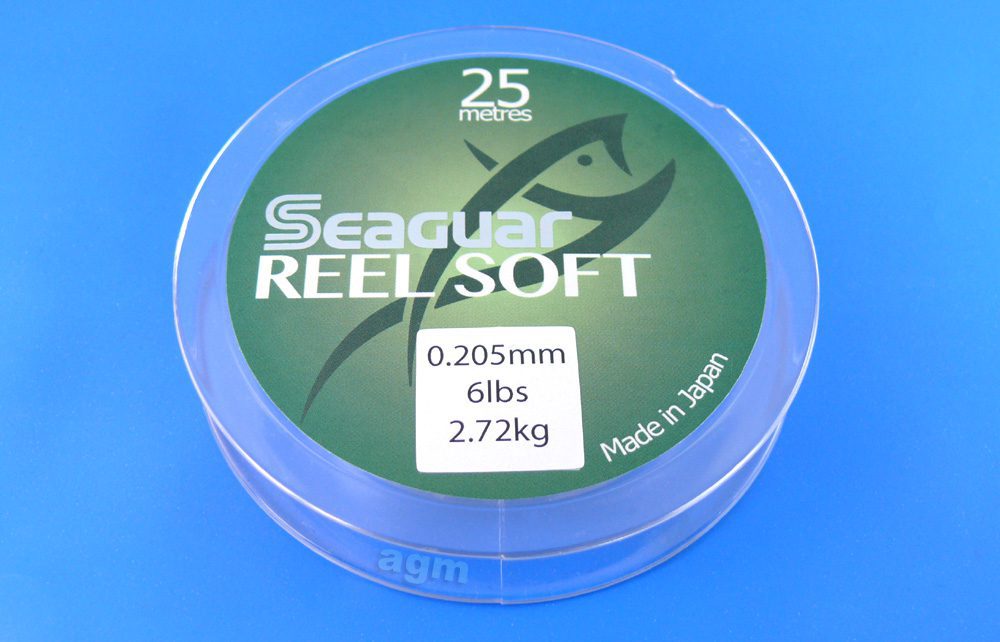 25
metres
Seaguar
REEL SOFT
0.205mm
6lbs
2.72kg
Made in Japan
agm